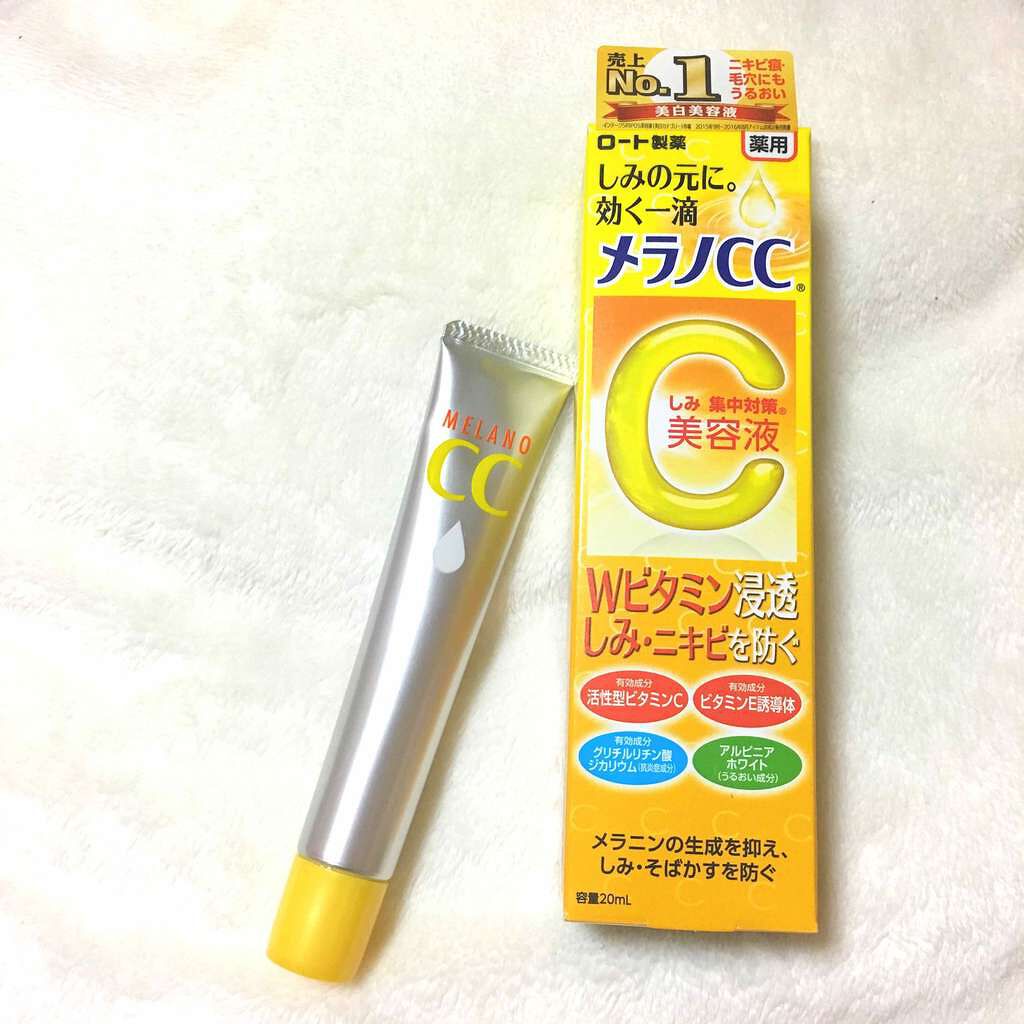 売上
No.1
ニキビ痕・
毛穴にも
うるおい
美白美容液
ロート製薬
薬用
しみの元に。
効く一滴
メラノCC®
しみ 集中対策®
美容液
Wビタミン浸透
しみ・ニキビを防ぐ
有効成分
活性型ビタミンC
有効成分
ビタミンE誘導体
有効成分
グリチルリチン酸
ジカリウム(抗炎症成分)
アルピニア
ホワイト
(うるおい成分)
メラニンの生成を抑え、
しみ・そばかすを防ぐ
容量20mL
MELANO
CC